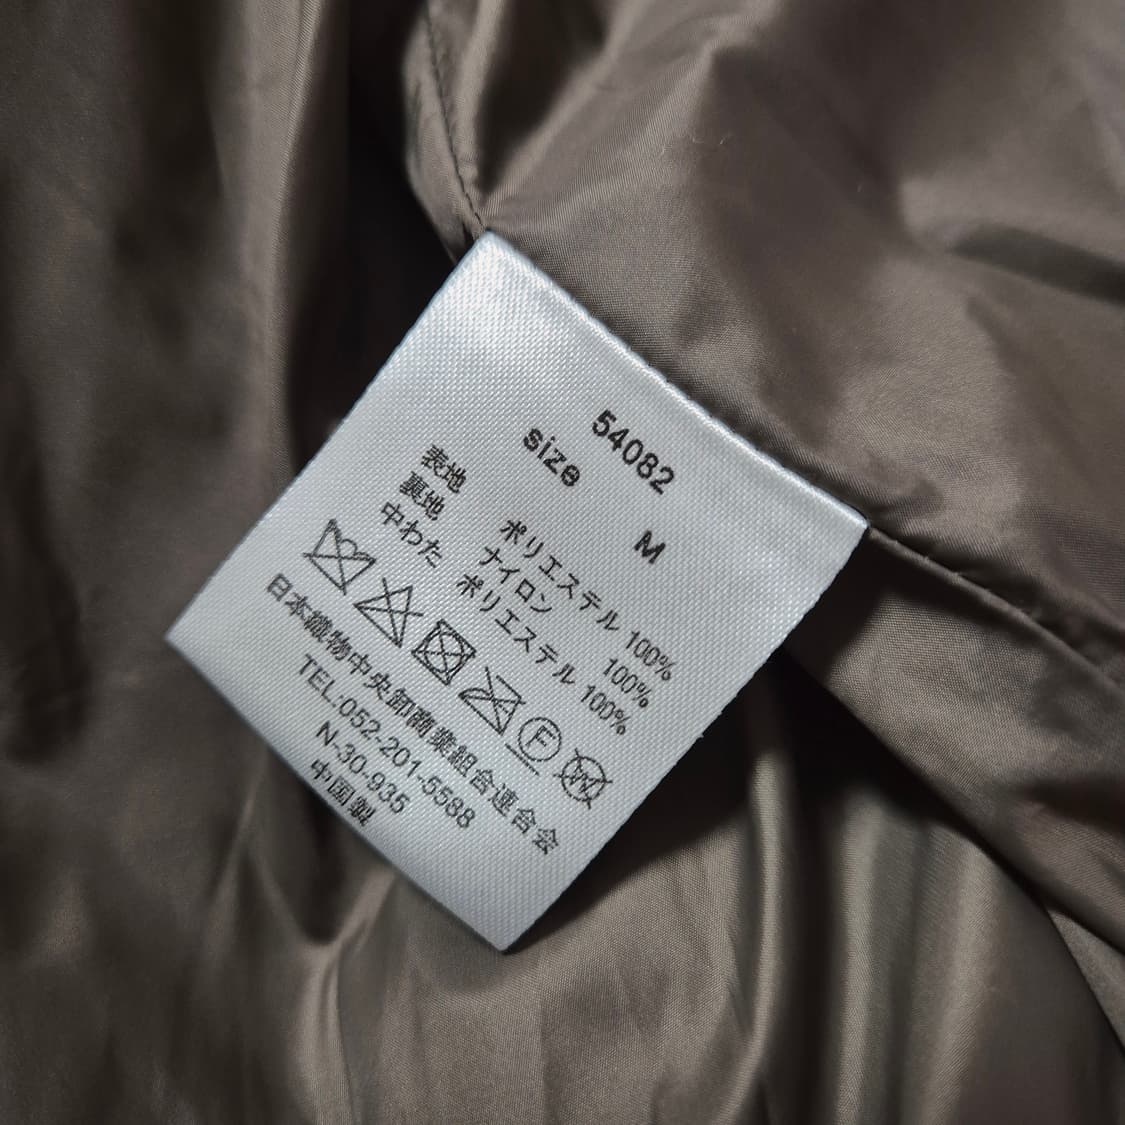 54082
size M
表地 ポリエステル 100%
裏地 ナイロン 100%
中わた ポリエステル 100%
F W
日本織物中央卸商業組合連合会
TEL:052-201-5588
N-30-935
中国製